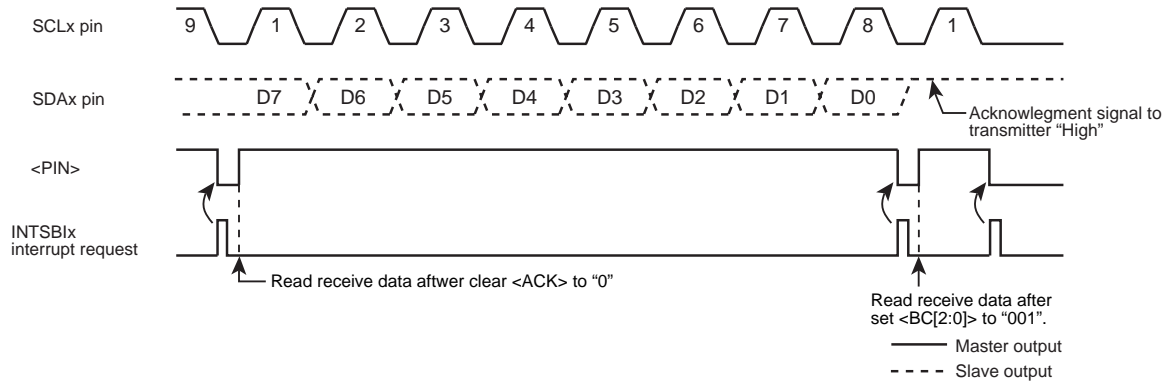 SCLx pin
9 1 2 3 4 5 6 7 8 1
SDAx pin
D7 D6 D5 D4 D3 D2 D1 D0
Acknowlegment signal to
transmitter “High”
<PIN>
INTSBIx
interrupt request
Read receive data aftwer clear <ACK> to “0”
Read receive data after
set <BC[2:0]> to “001”.
Master output
Slave output